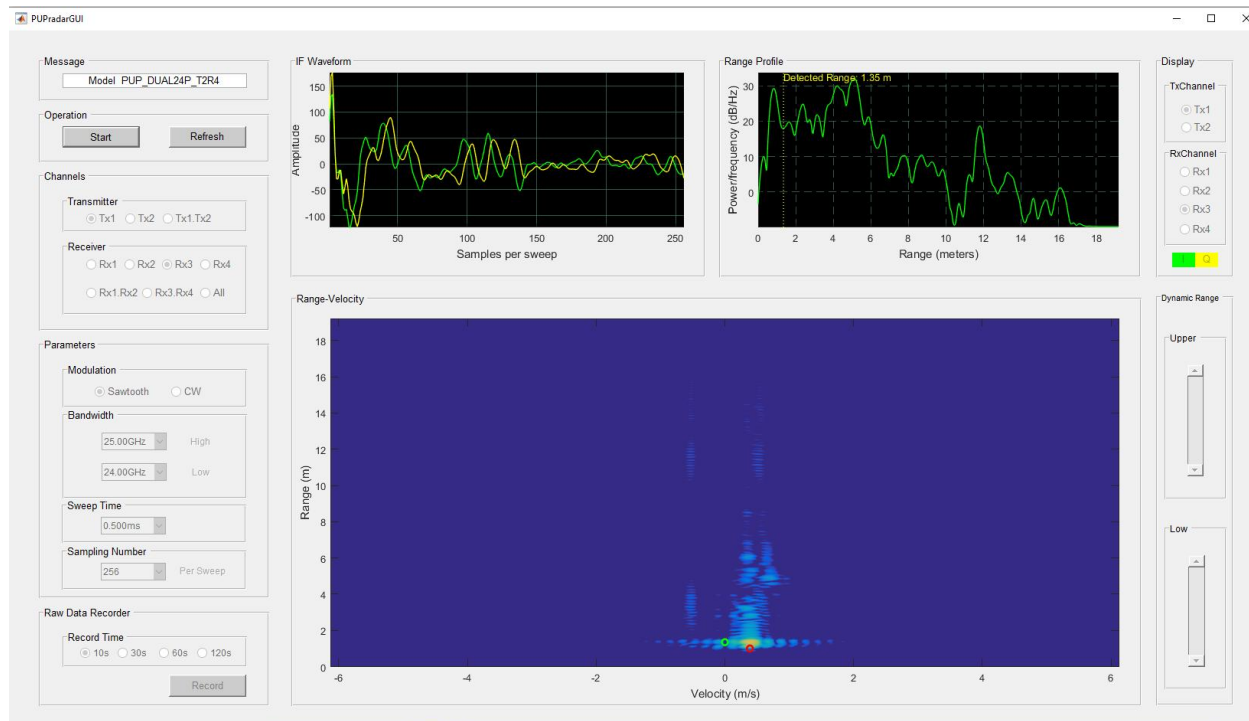 PUPradarGUI
Message
Model PUP_DUAL24P_T2R4
Operation
Start Refresh
Channels
Transmitter
Tx1 Tx2 Tx1.Tx2
Receiver
Rx1 Rx2 Rx3 Rx4
Rx1.Rx2 Rx3.Rx4 All
Parameters
Modulation
Sawtooth CW
Bandwidth
25.00GHz High
24.00GHz Low
Sweep Time
0.500ms
Sampling Number
256 Per Sweep
Raw Data Recorder
Record Time
10s 30s 60s 120s
Record
IF Waveform
Amplitude
150
100
50
0
-50
-100
50 100 150 200 250
Samples per sweep
Range Profile
Detected Range: 1.35 m
Power/frequency (dB/Hz)
30
20
10
0
0 2 4 6 8 10 12 14 16 18
Range (meters)
Range-Velocity
Range (m)
18
16
14
12
10
8
6
4
2
0
-6 -4 -2 0 2 4 6
Velocity (m/s)
Display
TxChannel
Tx1
Tx2
RxChannel
Rx1
Rx2
Rx3
Rx4
I Q
Dynamic Range
Upper
Low